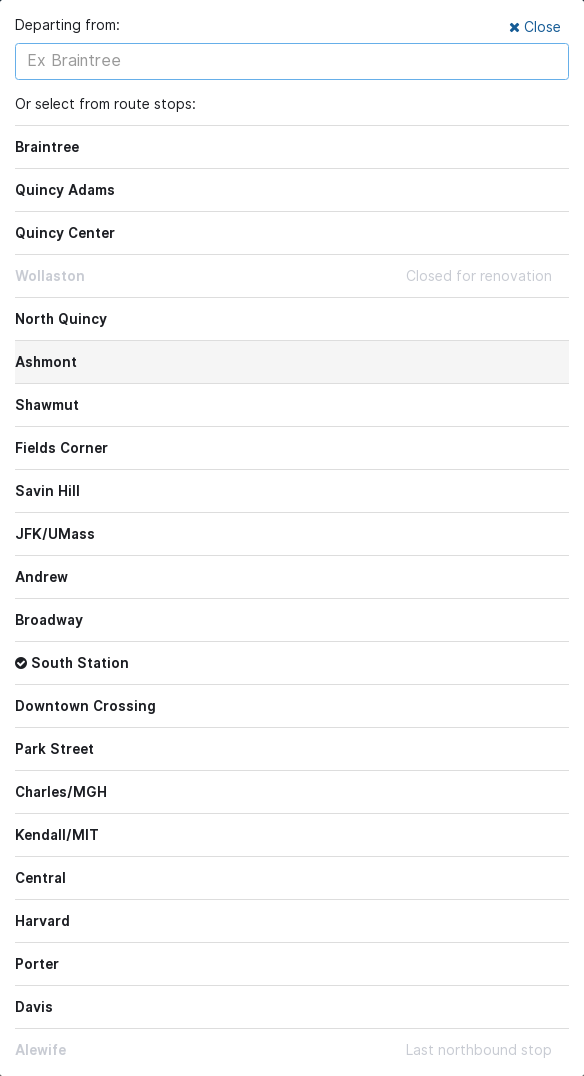 Departing from:
Close
Ex Braintree
Or select from route stops:
Braintree
Quincy Adams
Quincy Center
Wollaston Closed for renovation
North Quincy
Ashmont
Shawmut
Fields Corner
Savin Hill
JFK/UMass
Andrew
Broadway
South Station
Downtown Crossing
Park Street
Charles/MGH
Kendall/MIT
Central
Harvard
Porter
Davis
Alewife Last northbound stop